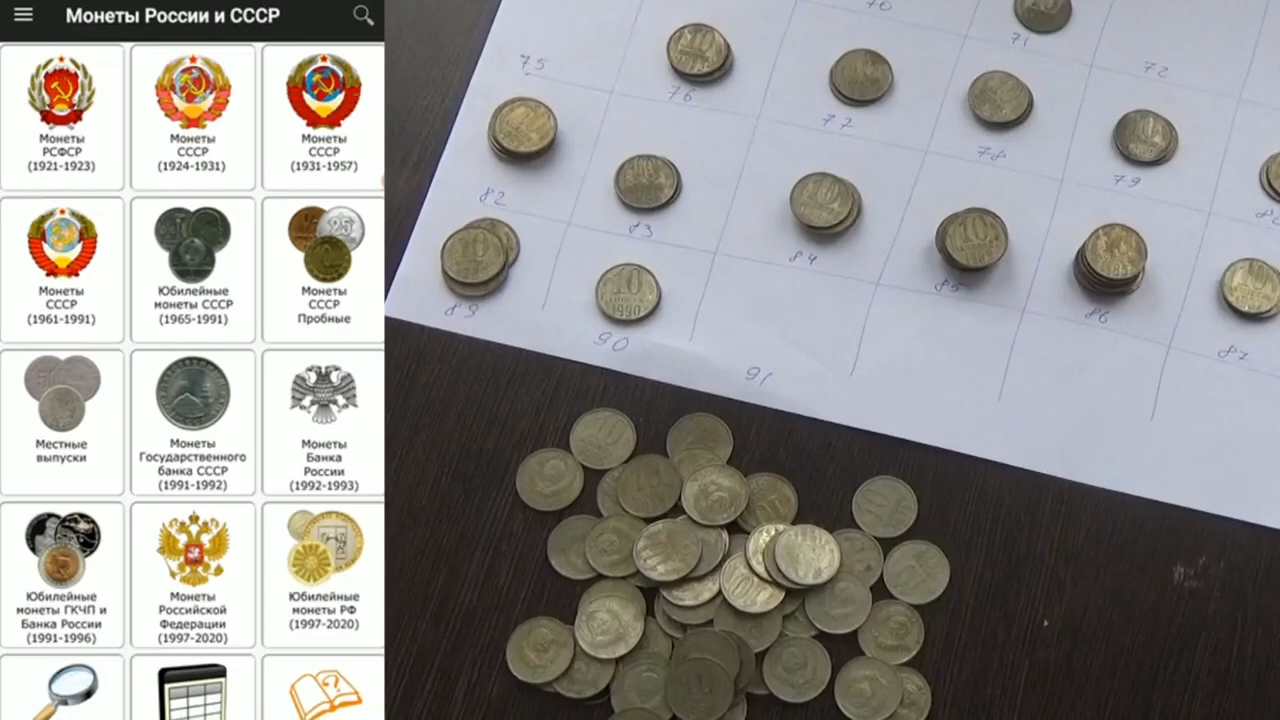 Монеты России и СССР
Монеты
РСФСР
(1921-1923)
Монеты
СССР
(1924-1931)
Монеты
СССР
(1931-1957)
Монеты
СССР
(1961-1991)
Юбилейные
монеты СССР
(1965-1991)
Монеты
СССР
Пробные
Местные
выпуски
Монеты
Государственного
банка СССР
(1991-1992)
Монеты
Банка
России
(1992-1993)
Юбилейные
монеты ГКЧП и
Банка России
(1991-1996)
Монеты
Российской
Федерации
(1997-2020)
Юбилейные
монеты РФ
(1997-2020)
70
71
72
75
76
77
78
79
82
83
84
85
86
87
89
90
91
10
КОПЕЕК
1990